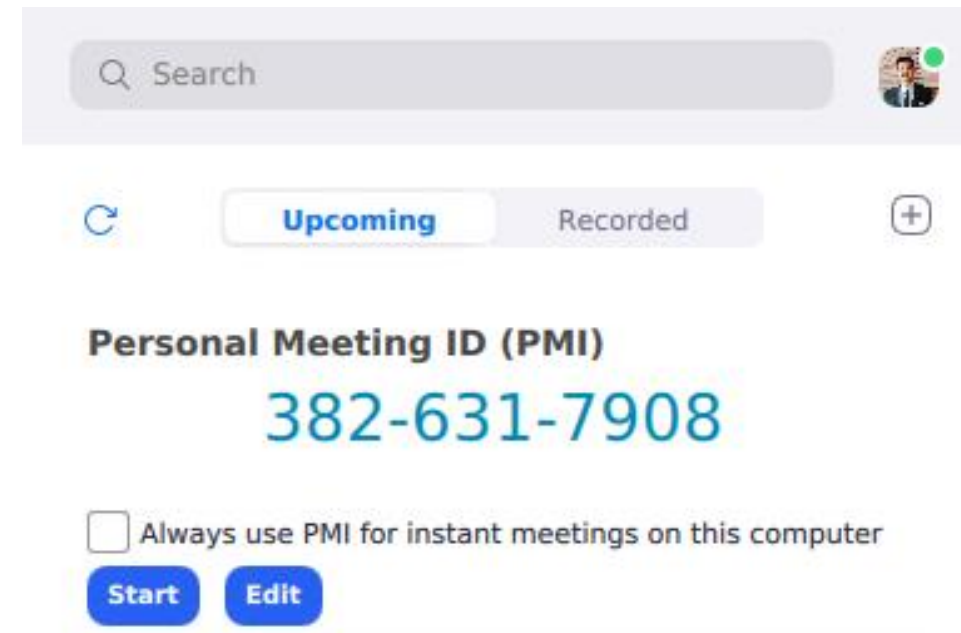 Search
Upcoming Recorded
Personal Meeting ID (PMI)
382-631-7908
Always use PMI for instant meetings on this computer
Start Edit